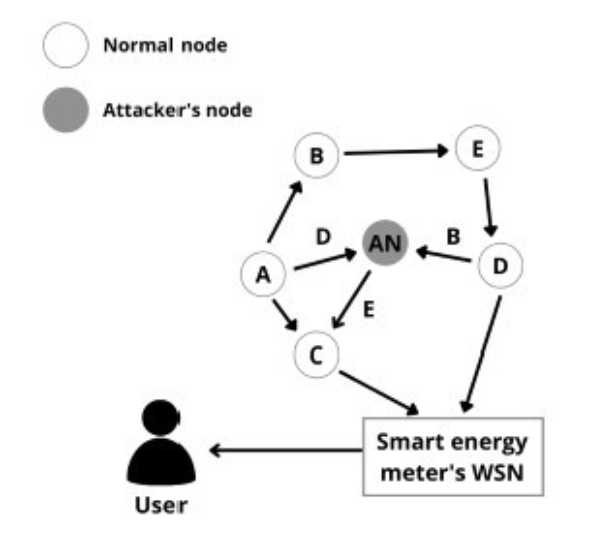 Normal node
Attacker's node
B
E
D
B
AN
A
D
E
C
Smart energy
meter's WSN
User